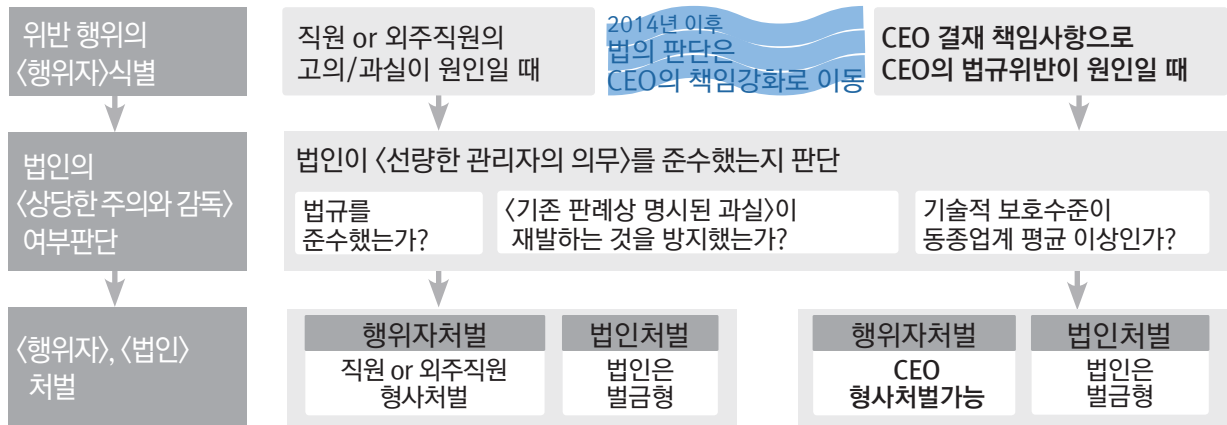 위반 행위의
〈행위자〉식별
직원 or 외주직원의
고의/과실이 원인일 때
2014년 이후
법의 판단은
CEO의 책임강화로 이동
CEO 결재 책임사항으로
CEO의 법규위반이 원인일 때
법인의
〈상당한 주의와 감독〉
여부판단
법인이 〈선량한 관리자의 의무〉를 준수했는지 판단
법규를
준수했는가?
〈기존 판례상 명시된 과실〉이
재발하는 것을 방지했는가?
기술적 보호수준이
동종업계 평균 이상인가?
〈행위자〉, 〈법인〉
처벌
행위자처벌
직원 or 외주직원
형사처벌
법인처벌
법인은
벌금형
행위자처벌
CEO
형사처벌가능
법인처벌
법인은
벌금형